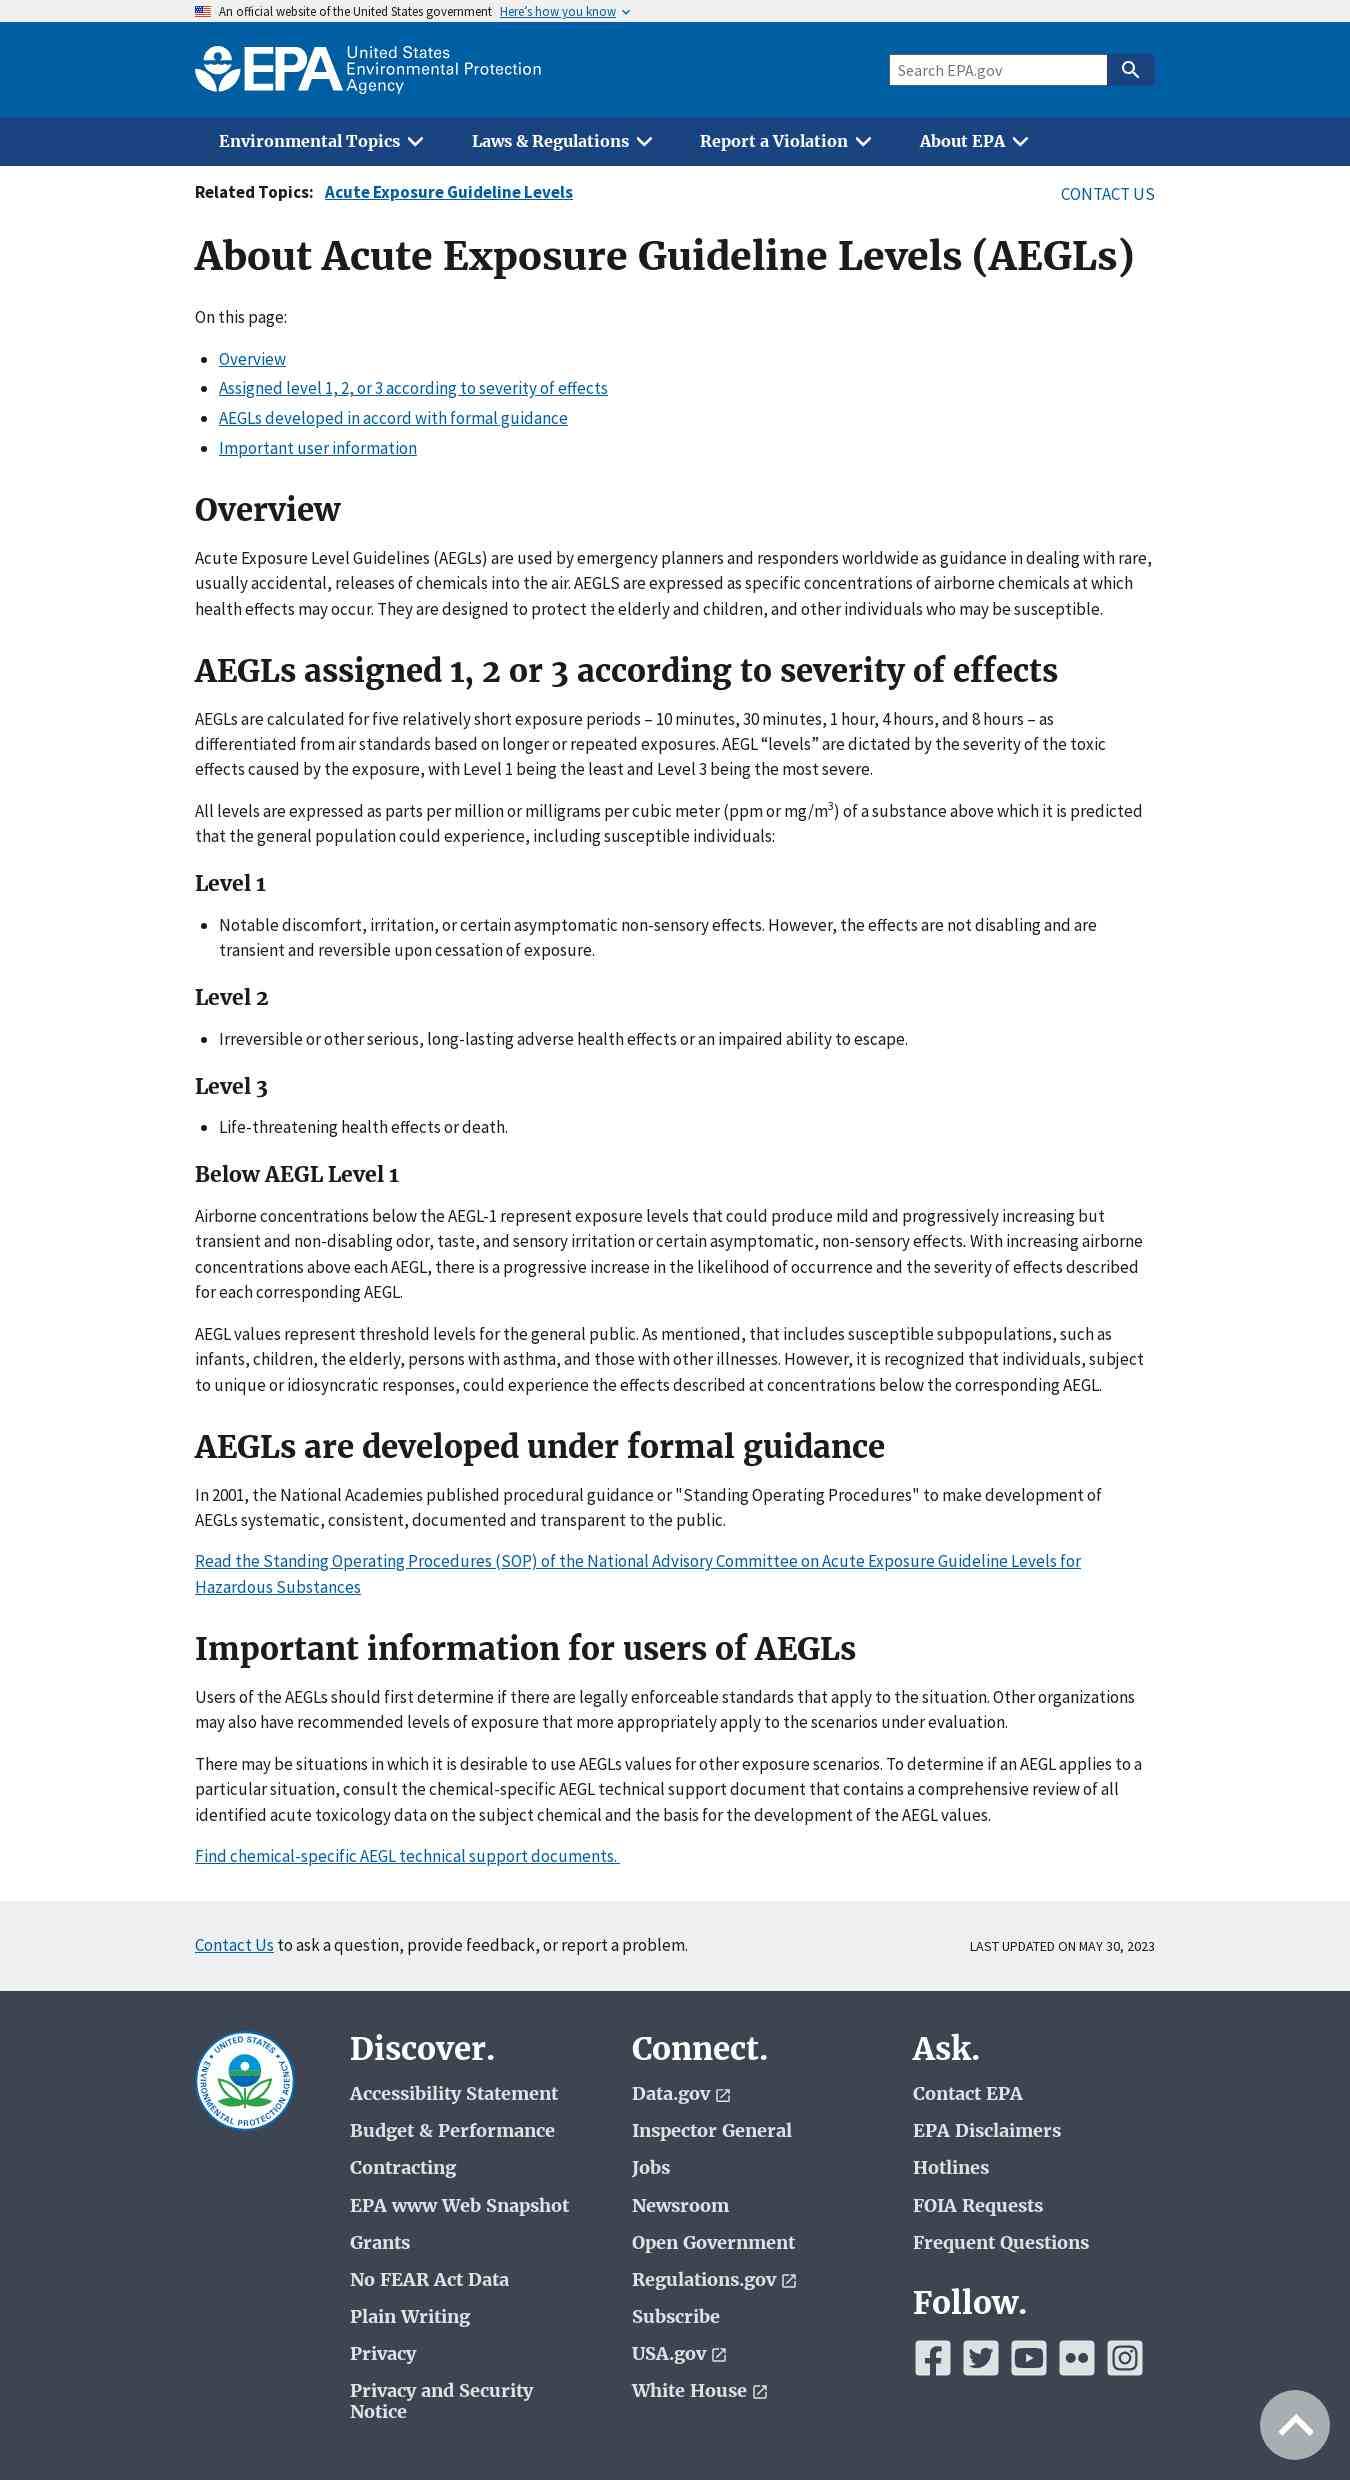 An official website of the United States government Here's how you know
EPA United States
Environmental Protection
Agency
Search EPA.gov
Environmental Topics Laws & Regulations Report a Violation About EPA
Related Topics: Acute Exposure Guideline Levels CONTACT US
About Acute Exposure Guideline Levels (AEGLs)
On this page:
Overview
Assigned level 1, 2, or 3 according to severity of effects
AEGLs developed in accord with formal guidance
Important user information
Overview
Acute Exposure Level Guidelines (AEGLs) are used by emergency planners and responders worldwide as guidance in dealing with rare,
usually accidental, releases of chemicals into the air. AEGLS are expressed as specific concentrations of airborne chemicals at which
health effects may occur. They are designed to protect the elderly and children, and other individuals who may be susceptible.
AEGLs assigned 1, 2 or 3 according to severity of effects
AEGLs are calculated for five relatively short exposure periods – 10 minutes, 30 minutes, 1 hour, 4 hours, and 8 hours – as
differentiated from air standards based on longer or repeated exposures. AEGL “levels” are dictated by the severity of the toxic
effects caused by the exposure, with Level 1 being the least and Level 3 being the most severe.
All levels are expressed as parts per million or milligrams per cubic meter (ppm or mg/m³) of a substance above which it is predicted
that the general population could experience, including susceptible individuals:
Level 1
Notable discomfort, irritation, or certain asymptomatic non-sensory effects. However, the effects are not disabling and are
transient and reversible upon cessation of exposure.
Level 2
Irreversible or other serious, long-lasting adverse health effects or an impaired ability to escape.
Level 3
Life-threatening health effects or death.
Below AEGL Level 1
Airborne concentrations below the AEGL-1 represent exposure levels that could produce mild and progressively increasing but
transient and non-disabling odor, taste, and sensory irritation or certain asymptomatic, non-sensory effects. With increasing airborne
concentrations above each AEGL, there is a progressive increase in the likelihood of occurrence and the severity of effects described
for each corresponding AEGL.
AEGL values represent threshold levels for the general public. As mentioned, that includes susceptible subpopulations, such as
infants, children, the elderly, persons with asthma, and those with other illnesses. However, it is recognized that individuals, subject
to unique or idiosyncratic responses, could experience the effects described at concentrations below the corresponding AEGL.
AEGLs are developed under formal guidance
In 2001, the National Academies published procedural guidance or "Standing Operating Procedures" to make development of
AEGLs systematic, consistent, documented and transparent to the public.
Read the Standing Operating Procedures (SOP) of the National Advisory Committee on Acute Exposure Guideline Levels for
Hazardous Substances
Important information for users of AEGLs
Users of the AEGLs should first determine if there are legally enforceable standards that apply to the situation. Other organizations
may also have recommended levels of exposure that more appropriately apply to the scenarios under evaluation.
There may be situations in which it is desirable to use AEGLs values for other exposure scenarios. To determine if an AEGL applies to a
particular situation, consult the chemical-specific AEGL technical support document that contains a comprehensive review of all
identified acute toxicology data on the subject chemical and the basis for the development of the AEGL values.
Find chemical-specific AEGL technical support documents.
Contact Us to ask a question, provide feedback, or report a problem. LAST UPDATED ON MAY 30, 2023
UNITED STATES ENVIRONMENTAL PROTECTION AGENCY
Discover.
Accessibility Statement
Budget & Performance
Contracting
EPA www Web Snapshot
Grants
No FEAR Act Data
Plain Writing
Privacy
Privacy and Security
Notice
Connect.
Data.gov
Inspector General
Jobs
Newsroom
Open Government
Regulations.gov
Subscribe
USA.gov
White House
Ask.
Contact EPA
EPA Disclaimers
Hotlines
FOIA Requests
Frequent Questions
Follow.